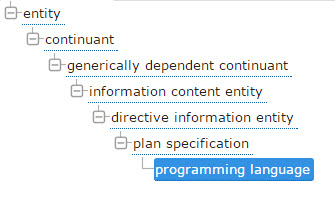 entity
continuant
generically dependent continuant
information content entity
directive information entity
plan specification
programming language